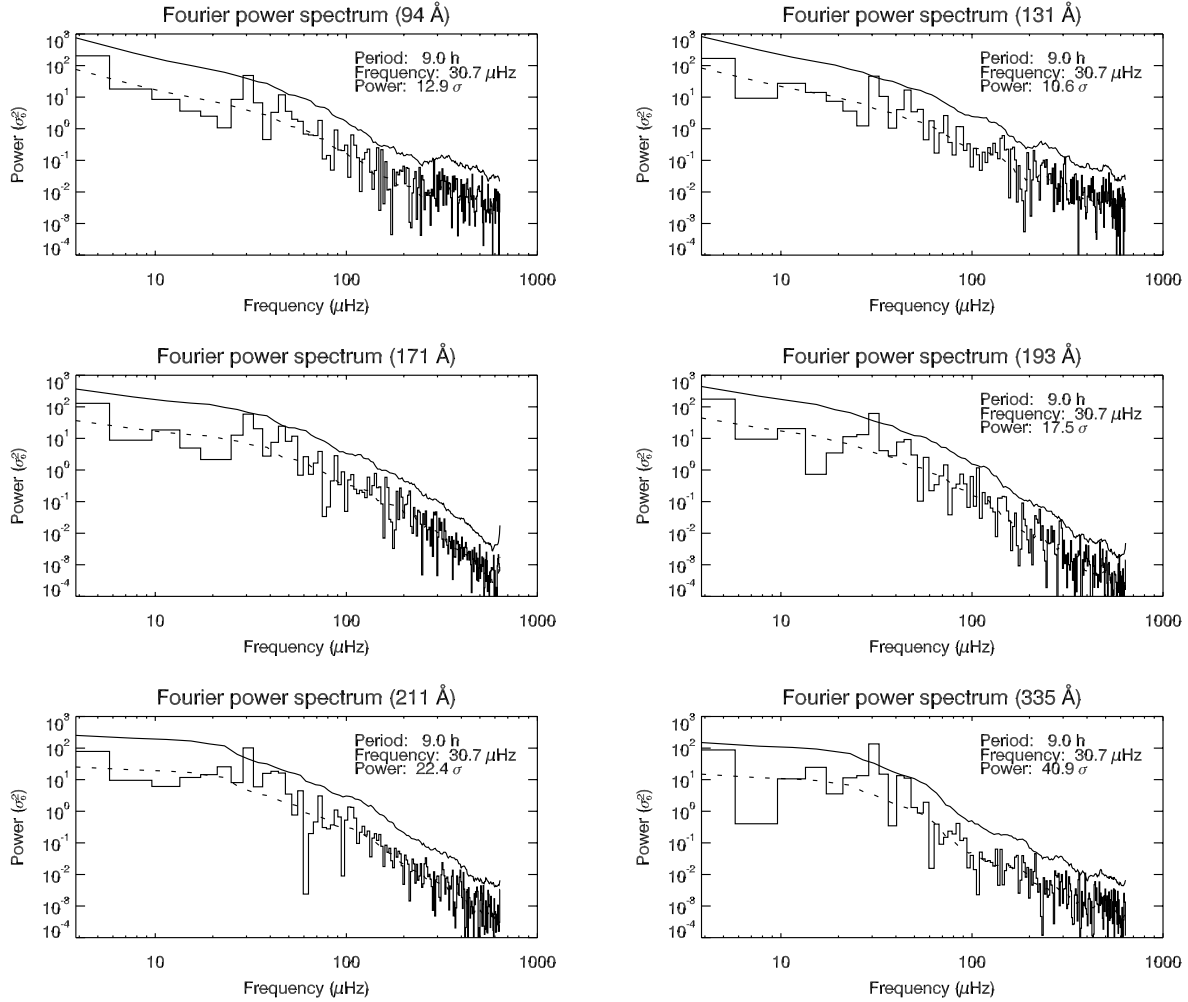 Fourier power spectrum (94 Å)
10³
10²
10¹
10⁰
10⁻¹
10⁻²
10⁻³
10⁻⁴
Power (σ₀²)
Period: 9.0 h
Frequency: 30.7 μHz
Power: 12.9 σ
10 100 1000
Frequency (μHz)
Fourier power spectrum (131 Å)
10³
10²
10¹
10⁰
10⁻¹
10⁻²
10⁻³
10⁻⁴
Power (σ₀²)
Period: 9.0 h
Frequency: 30.7 μHz
Power: 10.6 σ
10 100 1000
Frequency (μHz)
Fourier power spectrum (171 Å)
10³
10²
10¹
10⁰
10⁻¹
10⁻²
10⁻³
10⁻⁴
Power (σ₀²)
10 100 1000
Frequency (μHz)
Fourier power spectrum (193 Å)
10³
10²
10¹
10⁰
10⁻¹
10⁻²
10⁻³
10⁻⁴
Power (σ₀²)
Period: 9.0 h
Frequency: 30.7 μHz
Power: 17.5 σ
10 100 1000
Frequency (μHz)
Fourier power spectrum (211 Å)
10³
10²
10¹
10⁰
10⁻¹
10⁻²
10⁻³
10⁻⁴
Power (σ₀²)
Period: 9.0 h
Frequency: 30.7 μHz
Power: 22.4 σ
10 100 1000
Frequency (μHz)
Fourier power spectrum (335 Å)
10³
10²
10¹
10⁰
10⁻¹
10⁻²
10⁻³
10⁻⁴
Power (σ₀²)
Period: 9.0 h
Frequency: 30.7 μHz
Power: 40.9 σ
10 100 1000
Frequency (μHz)